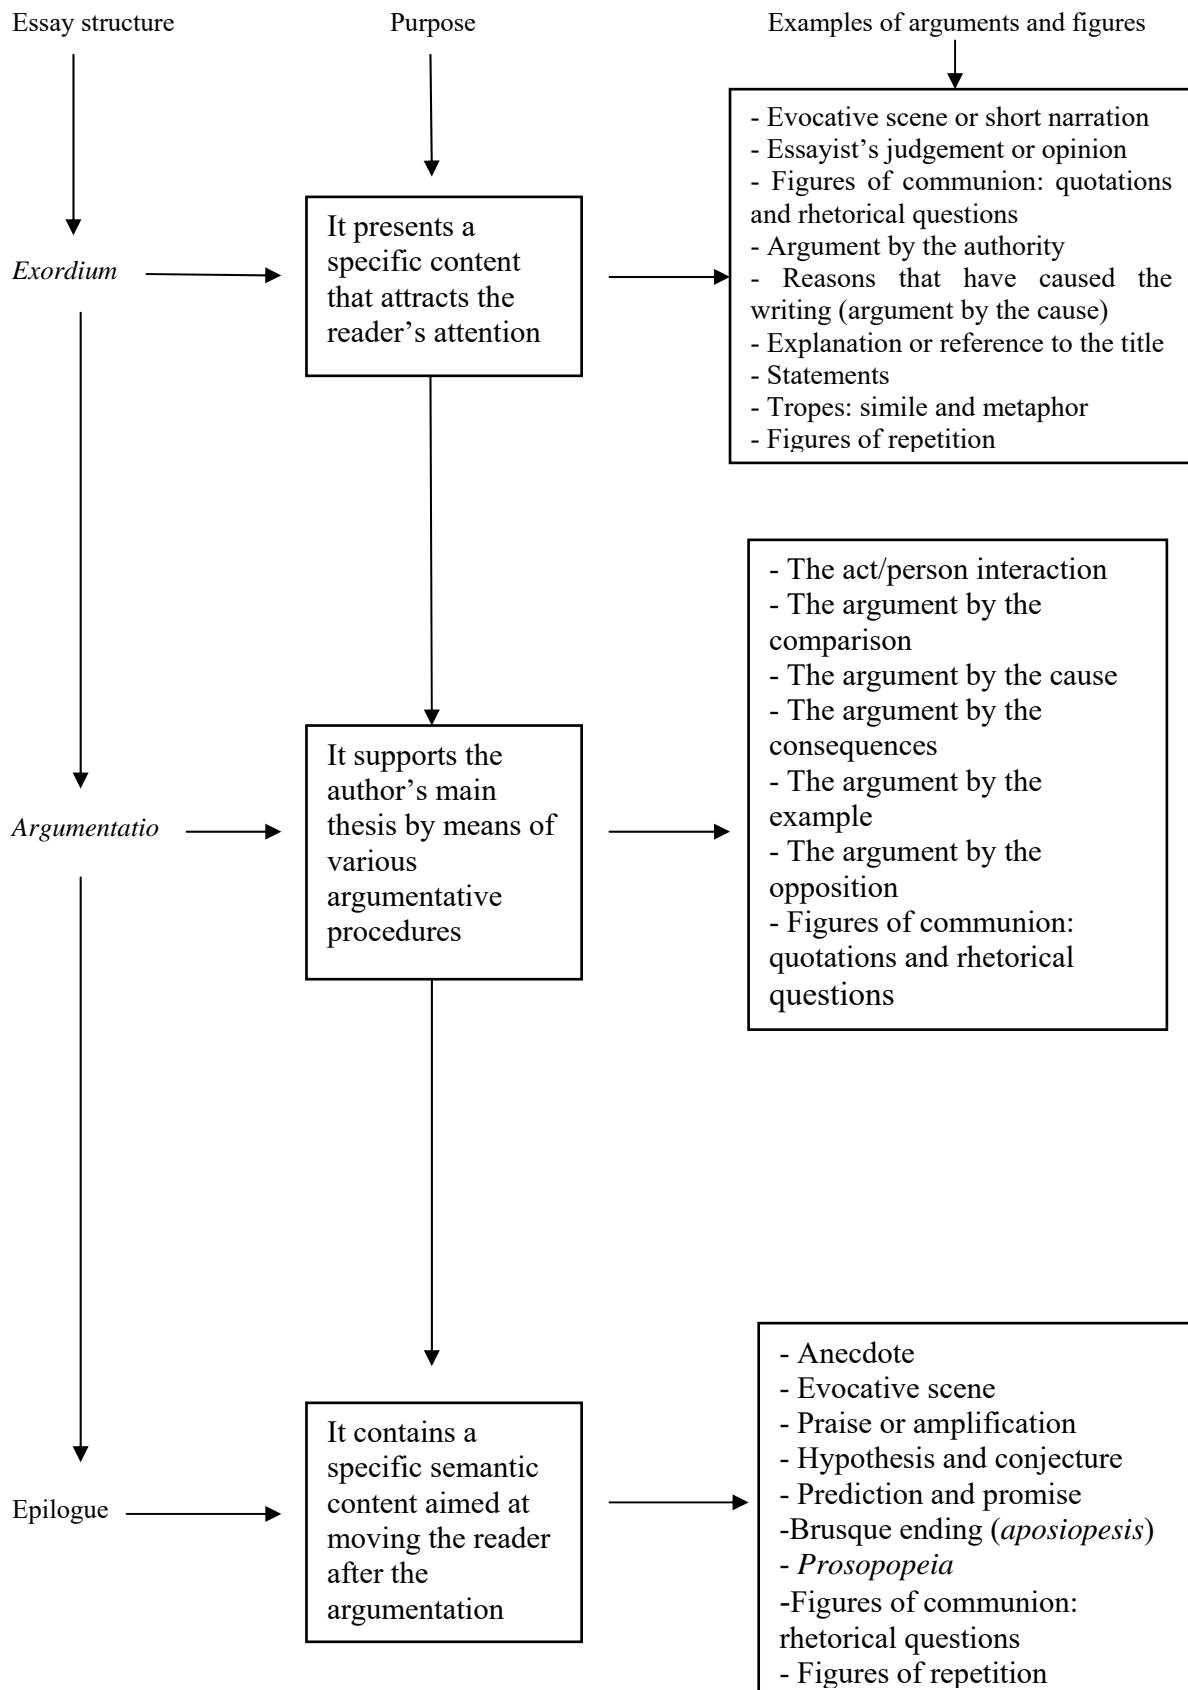 Essay structure
Purpose
Examples of arguments and figures
- Evocative scene or short narration
- Essayist’s judgement or opinion
- Figures of communion: quotations
and rhetorical questions
- Argument by the authority
- Reasons that have caused the
writing (argument by the cause)
- Explanation or reference to the title
- Statements
- Tropes: simile and metaphor
- Figures of repetition
Exordium
It presents a
specific content
that attracts the
reader’s attention
- The act/person interaction
- The argument by the
comparison
- The argument by the cause
- The argument by the
consequences
- The argument by the
example
- The argument by the
opposition
- Figures of communion:
quotations and rhetorical
questions
Argumentatio
It supports the
author’s main
thesis by means of
various
argumentative
procedures
Epilogue
It contains a
specific semantic
content aimed at
moving the reader
after the
argumentation
- Anecdote
- Evocative scene
- Praise or amplification
- Hypothesis and conjecture
- Prediction and promise
-Brusque ending (aposiopesis)
- Prosopopeia
-Figures of communion:
rhetorical questions
- Figures of repetition